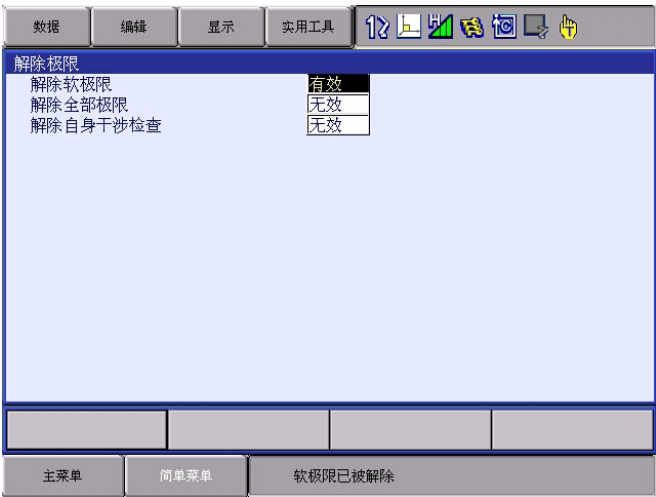 数据 编辑 显示 实用工具
解除极限
解除软极限 有效
解除全部极限 无效
解除自身干涉检查 无效
主菜单 简单菜单 软极限已被解除